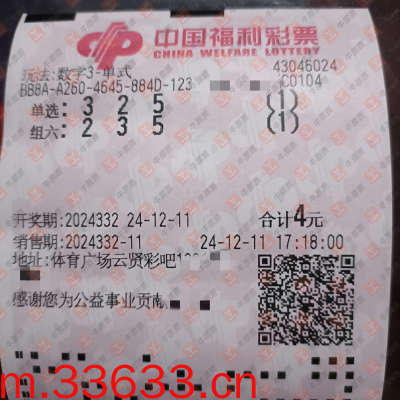 中国福利彩票
CHINA WELFARE LOTTERY
玩法:数字3-单式 43046024
BB8A-A260-4645-884D-123 C0104
单选: 3 2 5 (1)
组六: 2 3 5 (1)
开奖期:2024332 24-12-11 合计4元
销售期:2024332-11 24-12-11 17:18:00
地址:体育广场云贤彩吧
感谢您为公益事业贡献
m.33633.cn